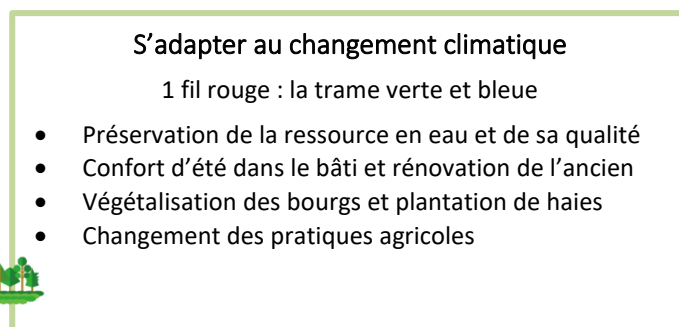 S'adapter au changement climatique
1 fil rouge : la trame verte et bleue
• Préservation de la ressource en eau et de sa qualité
• Confort d'été dans le bâti et rénovation de l'ancien
• Végétalisation des bourgs et plantation de haies
• Changement des pratiques agricoles